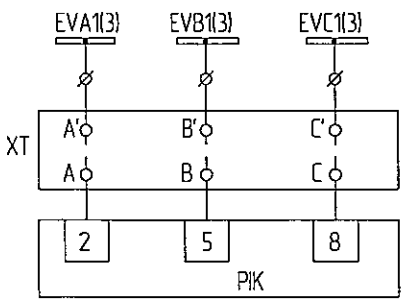 EVA1(3) EVB1(3) EVC1(3)
A' B' C'
XT
A B C
2 5 8
PIK